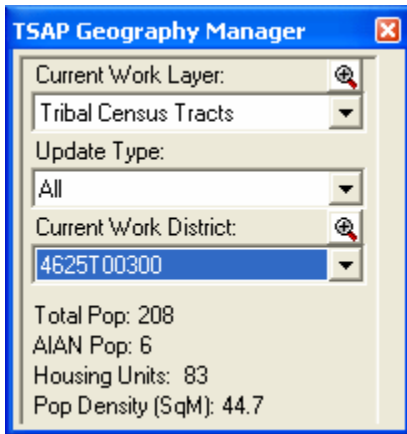 TSAP Geography Manager
Current Work Layer:
Tribal Census Tracts
Update Type:
All
Current Work District:
4625T00300
Total Pop: 208
AIAN Pop: 6
Housing Units: 83
Pop Density (SqM): 44.7